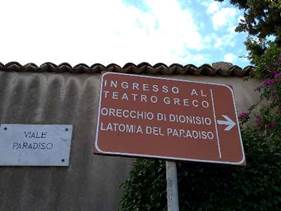 VIALE
PARADISO
INGRESSO AL
TEATRO GRECO
ORECCHIO DI DIONISIO
LATOMIA DEL PARADISO